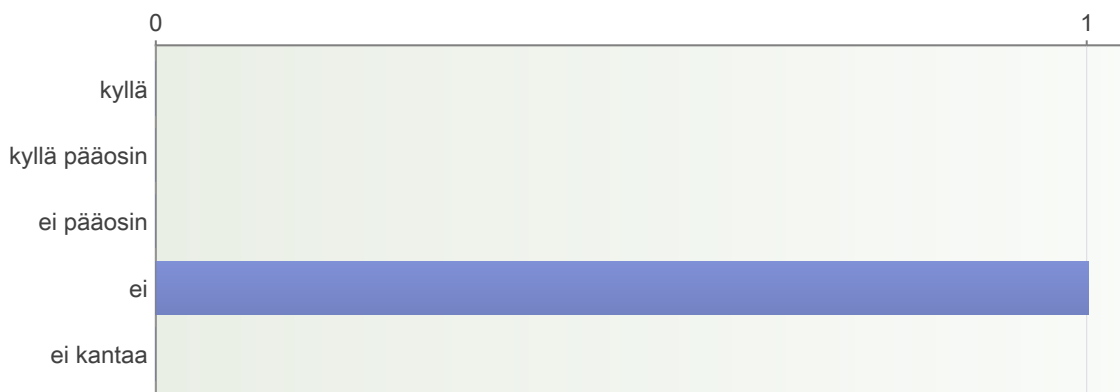 0 1
kyllä
kyllä pääosin
ei pääosin
ei
ei kantaa